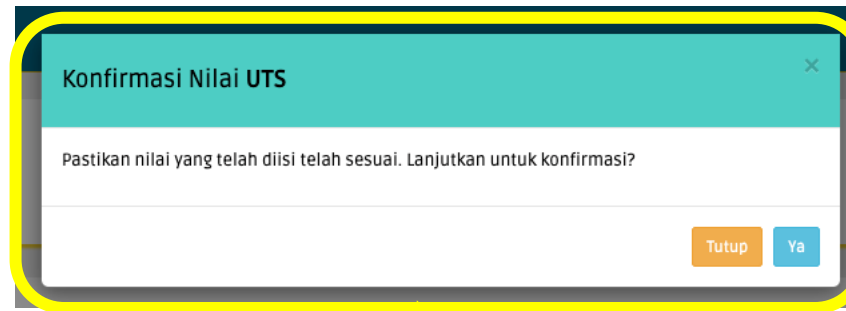 Konfirmasi Nilai UTS
×
Pastikan nilai yang telah diisi telah sesuai. Lanjutkan untuk konfirmasi?
Tutup Ya